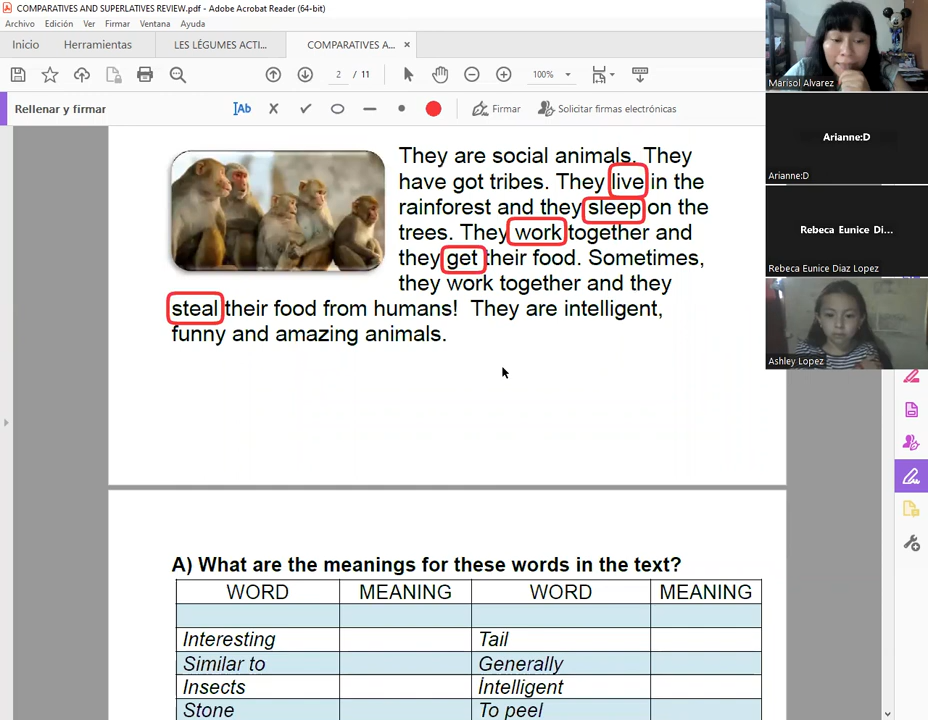 COMPARATIVES AND SUPERLATIVES REVIEW.pdf - Adobe Acrobat Reader (64-bit)
Archivo Edición Ver Firmar Ventana Ayuda
Inicio Herramientas LES LÉGUMES ACTI... COMPARATIVES A... ×
2 / 11 100%
Rellenar y firmar Ab Firmar Solicitar firmas electrónicas
They are social animals. They
have got tribes. They live in the
rainforest and they sleep on the
trees. They work together and
they get their food. Sometimes,
they work together and they
steal their food from humans! They are intelligent,
funny and amazing animals.
A) What are the meanings for these words in the text?
WORD MEANING WORD MEANING
Interesting Tail
Similar to Generally
Insects İntelligent
Stone To peel
Marisol Alvarez
Arianne:D
Arianne:D
Rebeca Eunice Di...
Rebeca Eunice Diaz Lopez
Ashley Lopez